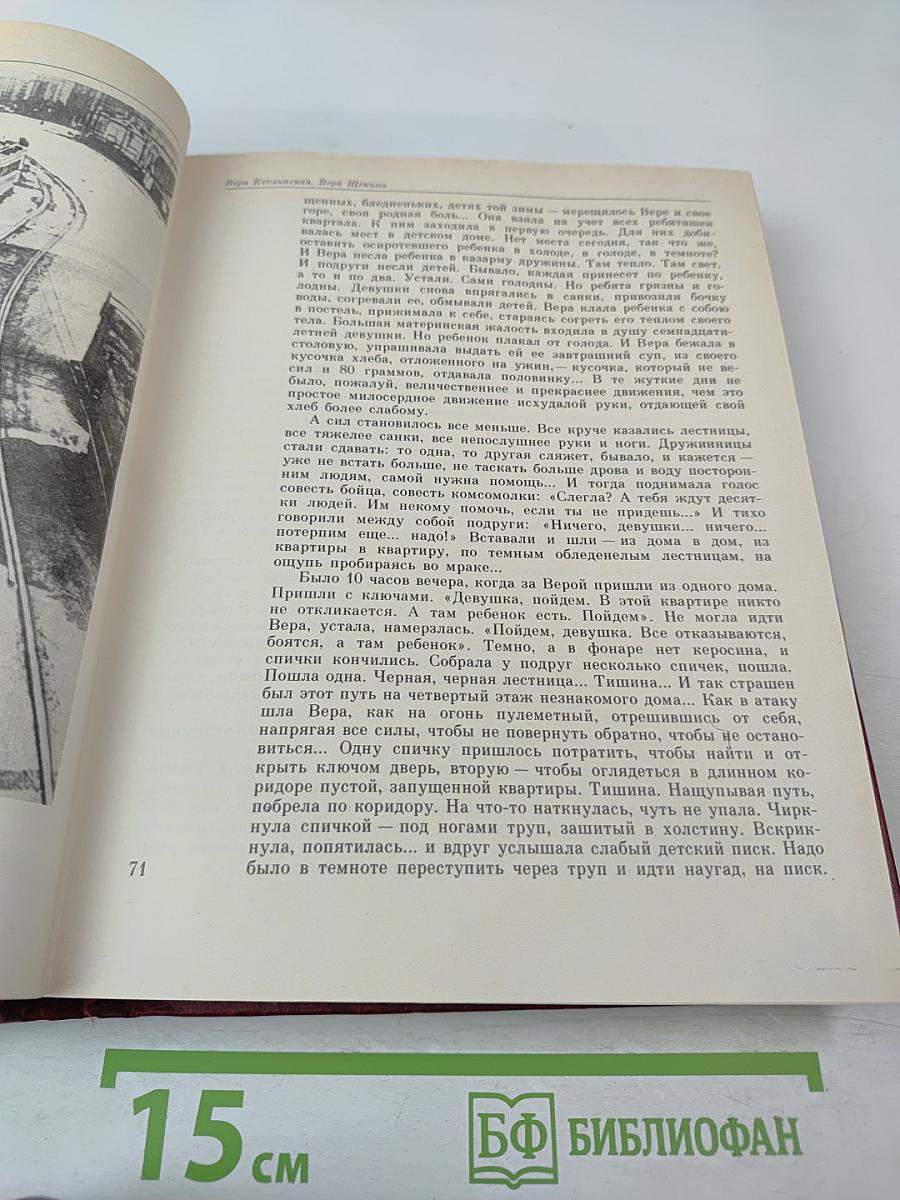 Вера Кетлинская. Вера Щекина
щенных, бледненьких, детях той зимы — мерещилось Вере и свое
горе, своя родная боль... Она взяла на учет всех ребятишек
квартала. К ним заходила в первую очередь. Для них доби-
валась мест в детском доме. Нет места сегодня, так что же,
оставить осиротевшего ребенка в холоде, в голоде, в темноте?
И Вера несла ребенка в казарму дружины. Там тепло. Там свет.
И подруги несли детей. Бывало, каждая принесет по ребенку,
а то и по два. Устали. Сами голодны. Но ребята грязны и го-
лодны. Девушки снова впрягались в санки, привозили бочку
воды, согревали ее, обмывали детей. Вера клала ребенка с собою
в постель, прижимала к себе, стараясь согреть его теплом своего
тела. Большая материнская жалость входила в душу семнадцати-
летней девушки. Но ребенок плакал от голода. И Вера бежала в
столовую, упрашивала выдать ей ее завтрашний суп, из своего
кусочка хлеба, отложенного на ужин,— кусочка, который не ве-
сил и 80 граммов, отдавала половинку... В те жуткие дни не
было, пожалуй, величественнее и прекраснее движения, чем это
простое милосердное движение исхудалой руки, отдающей свой
хлеб более слабому.
А сил становилось все меньше. Все круче казались лестницы,
все тяжелее санки, все непослушнее руки и ноги. Дружинницы
стали сдавать: то одна, то другая сляжет, бывало, и кажется —
уже не встать больше, не таскать больше дрова и воду посторон-
ним людям, самой нужна помощь... И тогда поднимала голос
совесть бойца, совесть комсомолки: «Слегла? А тебя ждут десят-
ки людей. Им некому помочь, если ты не придешь...» И тихо
говорили между собой подруги: «Ничего, девушки... ничего...
потерпим еще... надо!» Вставали и шли — из дома в дом, из
квартиры в квартиру, по темным обледенелым лестницам, на
ощупь пробираясь во мраке...
Было 10 часов вечера, когда за Верой пришли из одного дома.
Пришли с ключами. «Девушка, пойдем. В этой квартире никто
не откликается. А там ребенок есть. Пойдем». Не могла идти
Вера, устала, намерзлась. «Пойдем, девушка. Все отказываются,
боятся, а там ребенок». Темно, а в фонаре нет керосина, и
спички кончились. Собрала у подруг несколько спичек, пошла.
Пошла одна. Черная, черная лестница... Тишина... И так страшен
был этот путь на четвертый этаж незнакомого дома... Как в атаку
шла Вера, как на огонь пулеметный, отрешившись от себя,
напрягая все силы, чтобы не повернуть обратно, чтобы не остано-
виться... Одну спичку пришлось потратить, чтобы найти и от-
крыть ключом дверь, вторую — чтобы оглядеться в длинном ко-
ридоре пустой, запущенной квартиры. Тишина. Нащупывая путь,
побрела по коридору. На что-то наткнулась, чуть не упала. Чирк-
нула спичкой — под ногами труп, зашитый в холстину. Вскрик-
нула, попятилась... и вдруг услышала слабый детский писк. Надо
было в темноте переступить через труп и идти наугад, на писк.
71
15 см
БФ БИБЛИОФАН